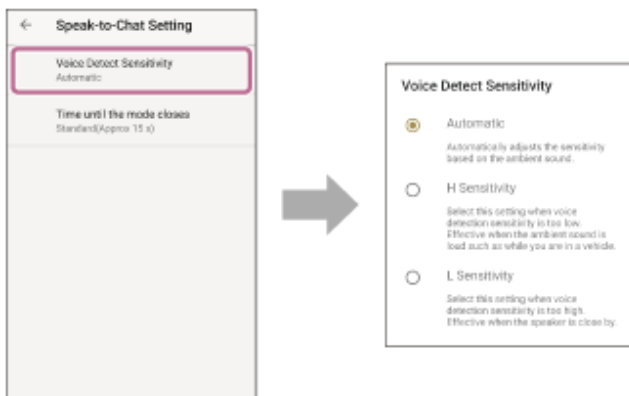 Speak-to-Chat Setting
Voice Detect Sensitivity
Automatic
Time until the mode closes
Standard(Approx 15 s)
Voice Detect Sensitivity
Automatic
Automatically adjusts the sensitivity
based on the ambient sound.
H Sensitivity
Select this setting when voice
detection sensitivity is too low.
Effective when the ambient sound is
loud such as while you are in a vehicle.
L Sensitivity
Select this setting when voice
detection sensitivity is too high.
Effective when the speaker is close by.